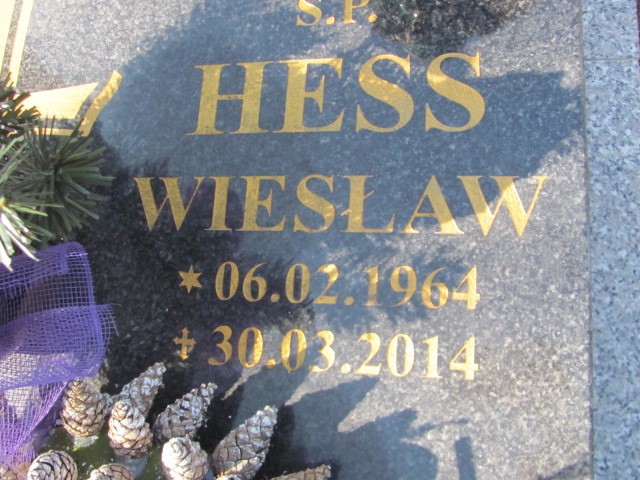 Ś.P.
HESS
WIESŁAW
* 06.02.1964
✝ 30.03.2014